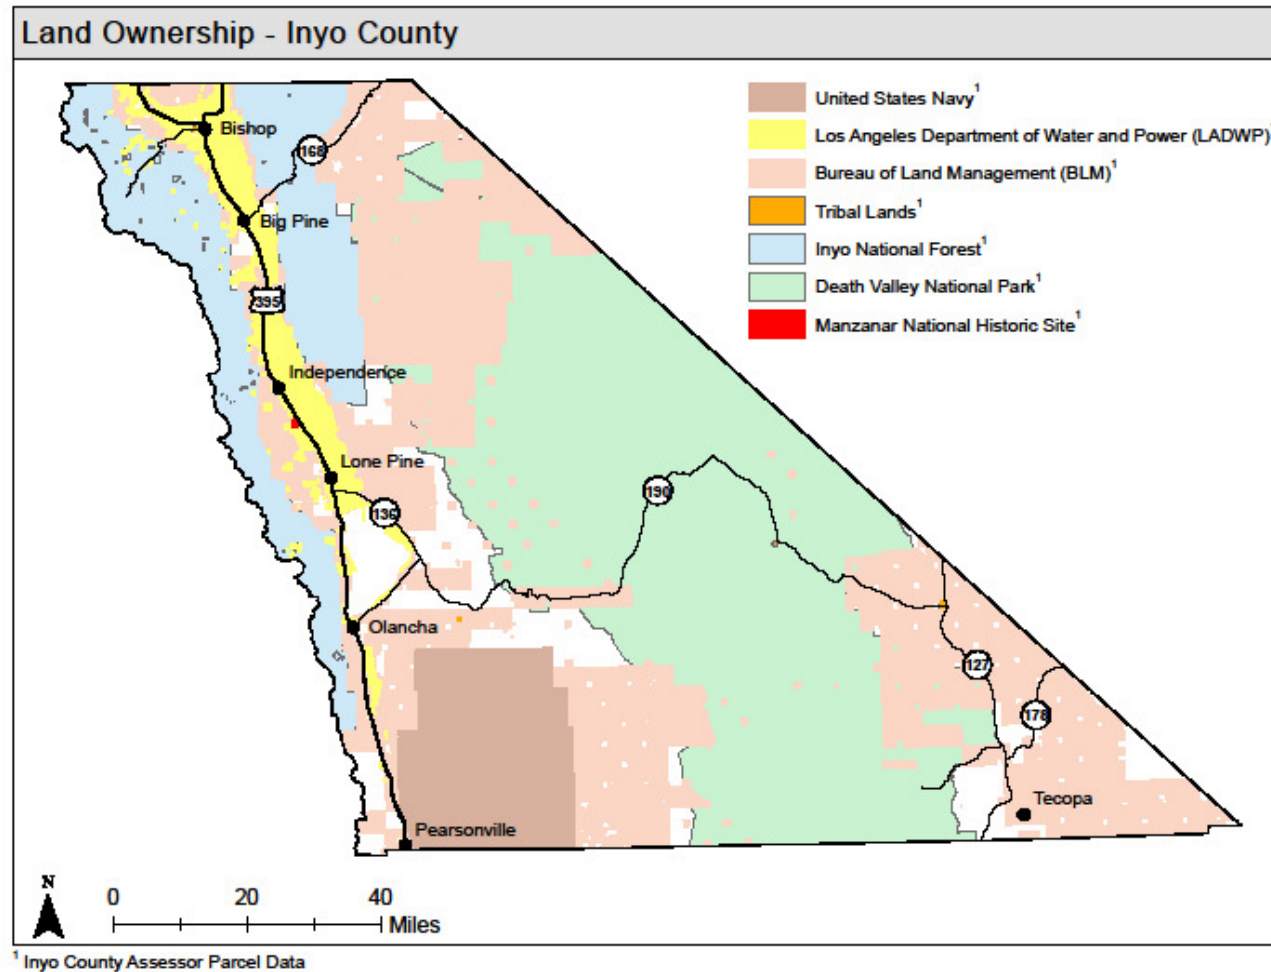 Land Ownership - Inyo County
United States Navy¹
Los Angeles Department of Water and Power (LADWP)¹
Bureau of Land Management (BLM)¹
Tribal Lands¹
Inyo National Forest¹
Death Valley National Park¹
Manzanar National Historic Site¹
Bishop
168
Big Pine
395
Independence
Lone Pine
190
136
Olancha
127
178
Tecopa
Pearsonville
N
0 20 40
Miles
¹ Inyo County Assessor Parcel Data